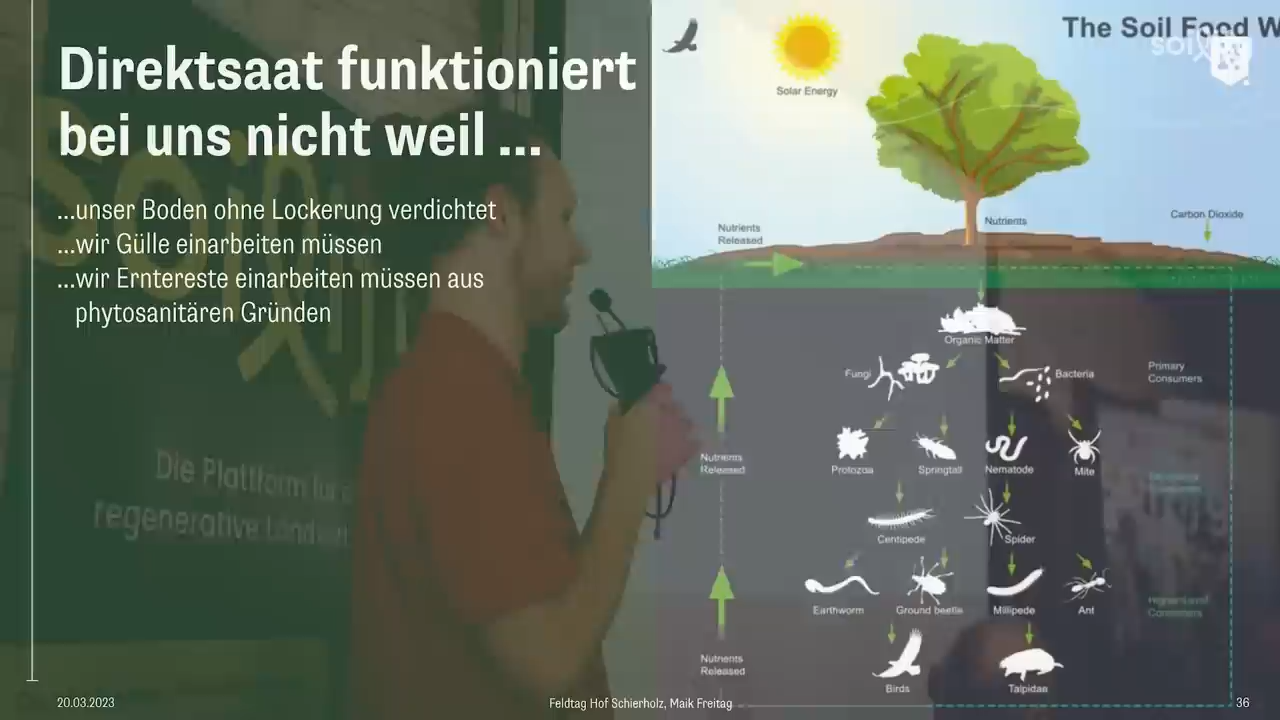 Direktsaat funktioniert
bei uns nicht weil ...
...unser Boden ohne Lockerung verdichtet
...wir Gülle einarbeiten müssen
...wir Erntereste einarbeiten müssen aus
phytosanitären Gründen
Die Plattform für
regenerative
The Soil Food W
Solar Energy
Nutrients
Carbon Dioxide
Nutrients
Released
Organic Matter
Fungi
Bacteria
Primary
Consumers
Nutrients
Released
Protozoa
Springtail
Nematode
Mite
Centipede
Spider
Earthworm
Ground beetle
Millipede
Ant
Consumers
Nutrients
Released
Birds
Talpidae
20.03.2023
Feldtag Hof Schierholz, Maik Freitag
36